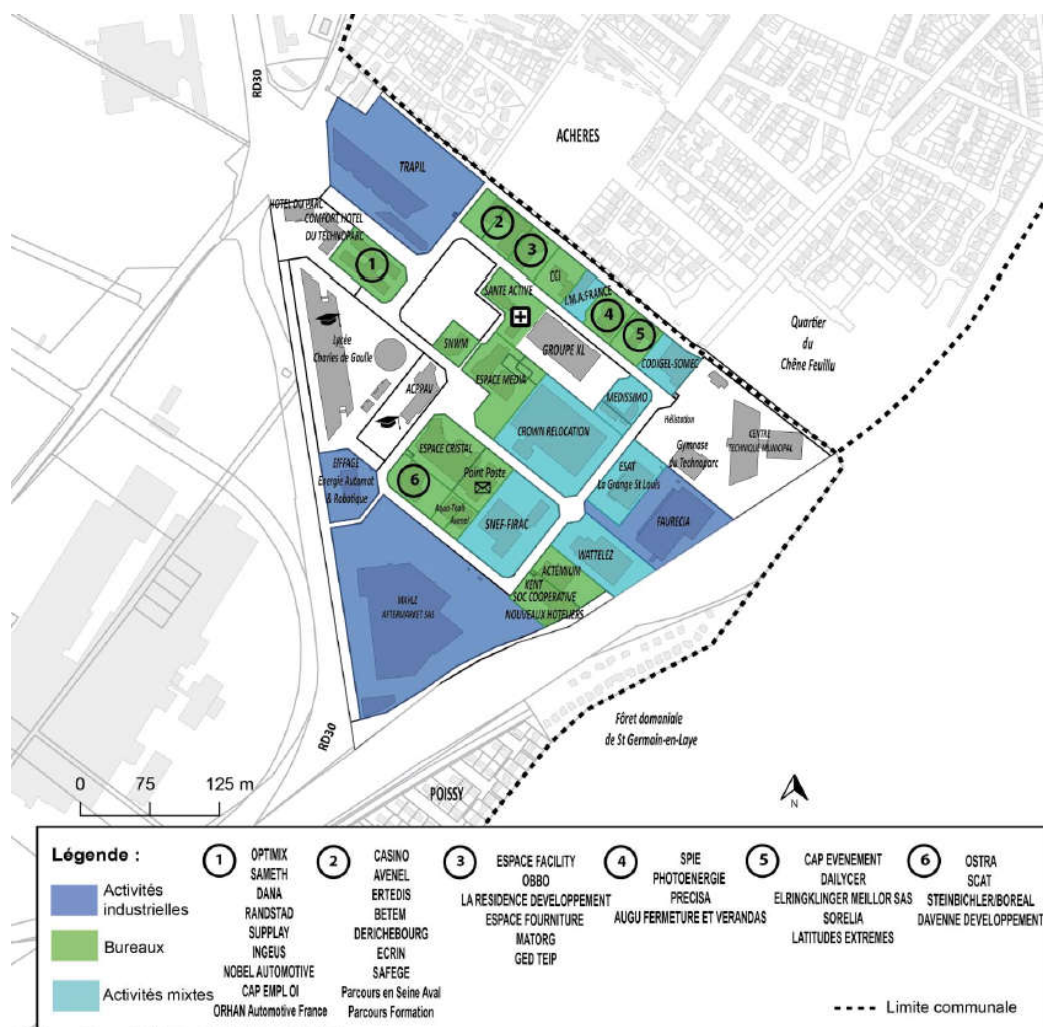 RD30
ACHERES
TRAPIL
HOTEL DU PARC
COMFORT HOTEL
DU TECHNOPARC
1
2
3
CGI
I.M.A.FRANCE
4
5
CODIGEL-SOMEC
SANTE ACTIVE
SNWM
GROUPE XL
ESPACE MEDIA
MEDISSIMO
Quartier
du
Chêne Feuillu
Lycée
Charles de Gaulle
ACPPAV
CROWN RELOCATION
Hélistation
Gymnase
du Technoparc
CENTRE
TECHNIQUE MUNICIPAL
ESPACE CRISTAL
6
Point Poste
ESAT
La Grange St Louis
EIFFAGE
Energie Automat
& Robotique
SNEF-FIRAC
FAURECIA
WATTELEZ
ACTEMIUM
KENT
SOC COOPERATIVE
NOUVEAUX HOTELIERS
AFTERMARKET SAS
RD30
Fôret domaniale
de St Germain-en-Laye
POISSY
0 75 125 m
N
Légende :
Activités
industrielles
Bureaux
Activités mixtes
1
OPTIMIX
SAMETH
DANA
RANDSTAD
SUPPLAY
INGEUS
NOBEL AUTOMOTIVE
CAP EMPL OI
ORHAN Automotive France
2
CASINO
AVENEL
ERTEDIS
BETEM
DERICHEBOURG
ECRIN
SAFEGE
Parcours en Seine Aval
Parcours Formation
3
ESPACE FACILITY
OBBO
LA RESIDENCE DEVELOPPEMENT
ESPACE FOURNITURE
MATORG
GED TEIP
4
SPIE
PHOTOENERGIE
PRECISA
AUGU FERMETURE ET VERANDAS
5
CAP EVENEMENT
DAILYCER
ELRINGKLINGER MEILLOR SAS
SORELIA
LATITUDES EXTREMES
6
OSTRA
SCAT
STEINBICHLER/BOREAL
DAVENNE DEVELOPPEMENT
Limite communale